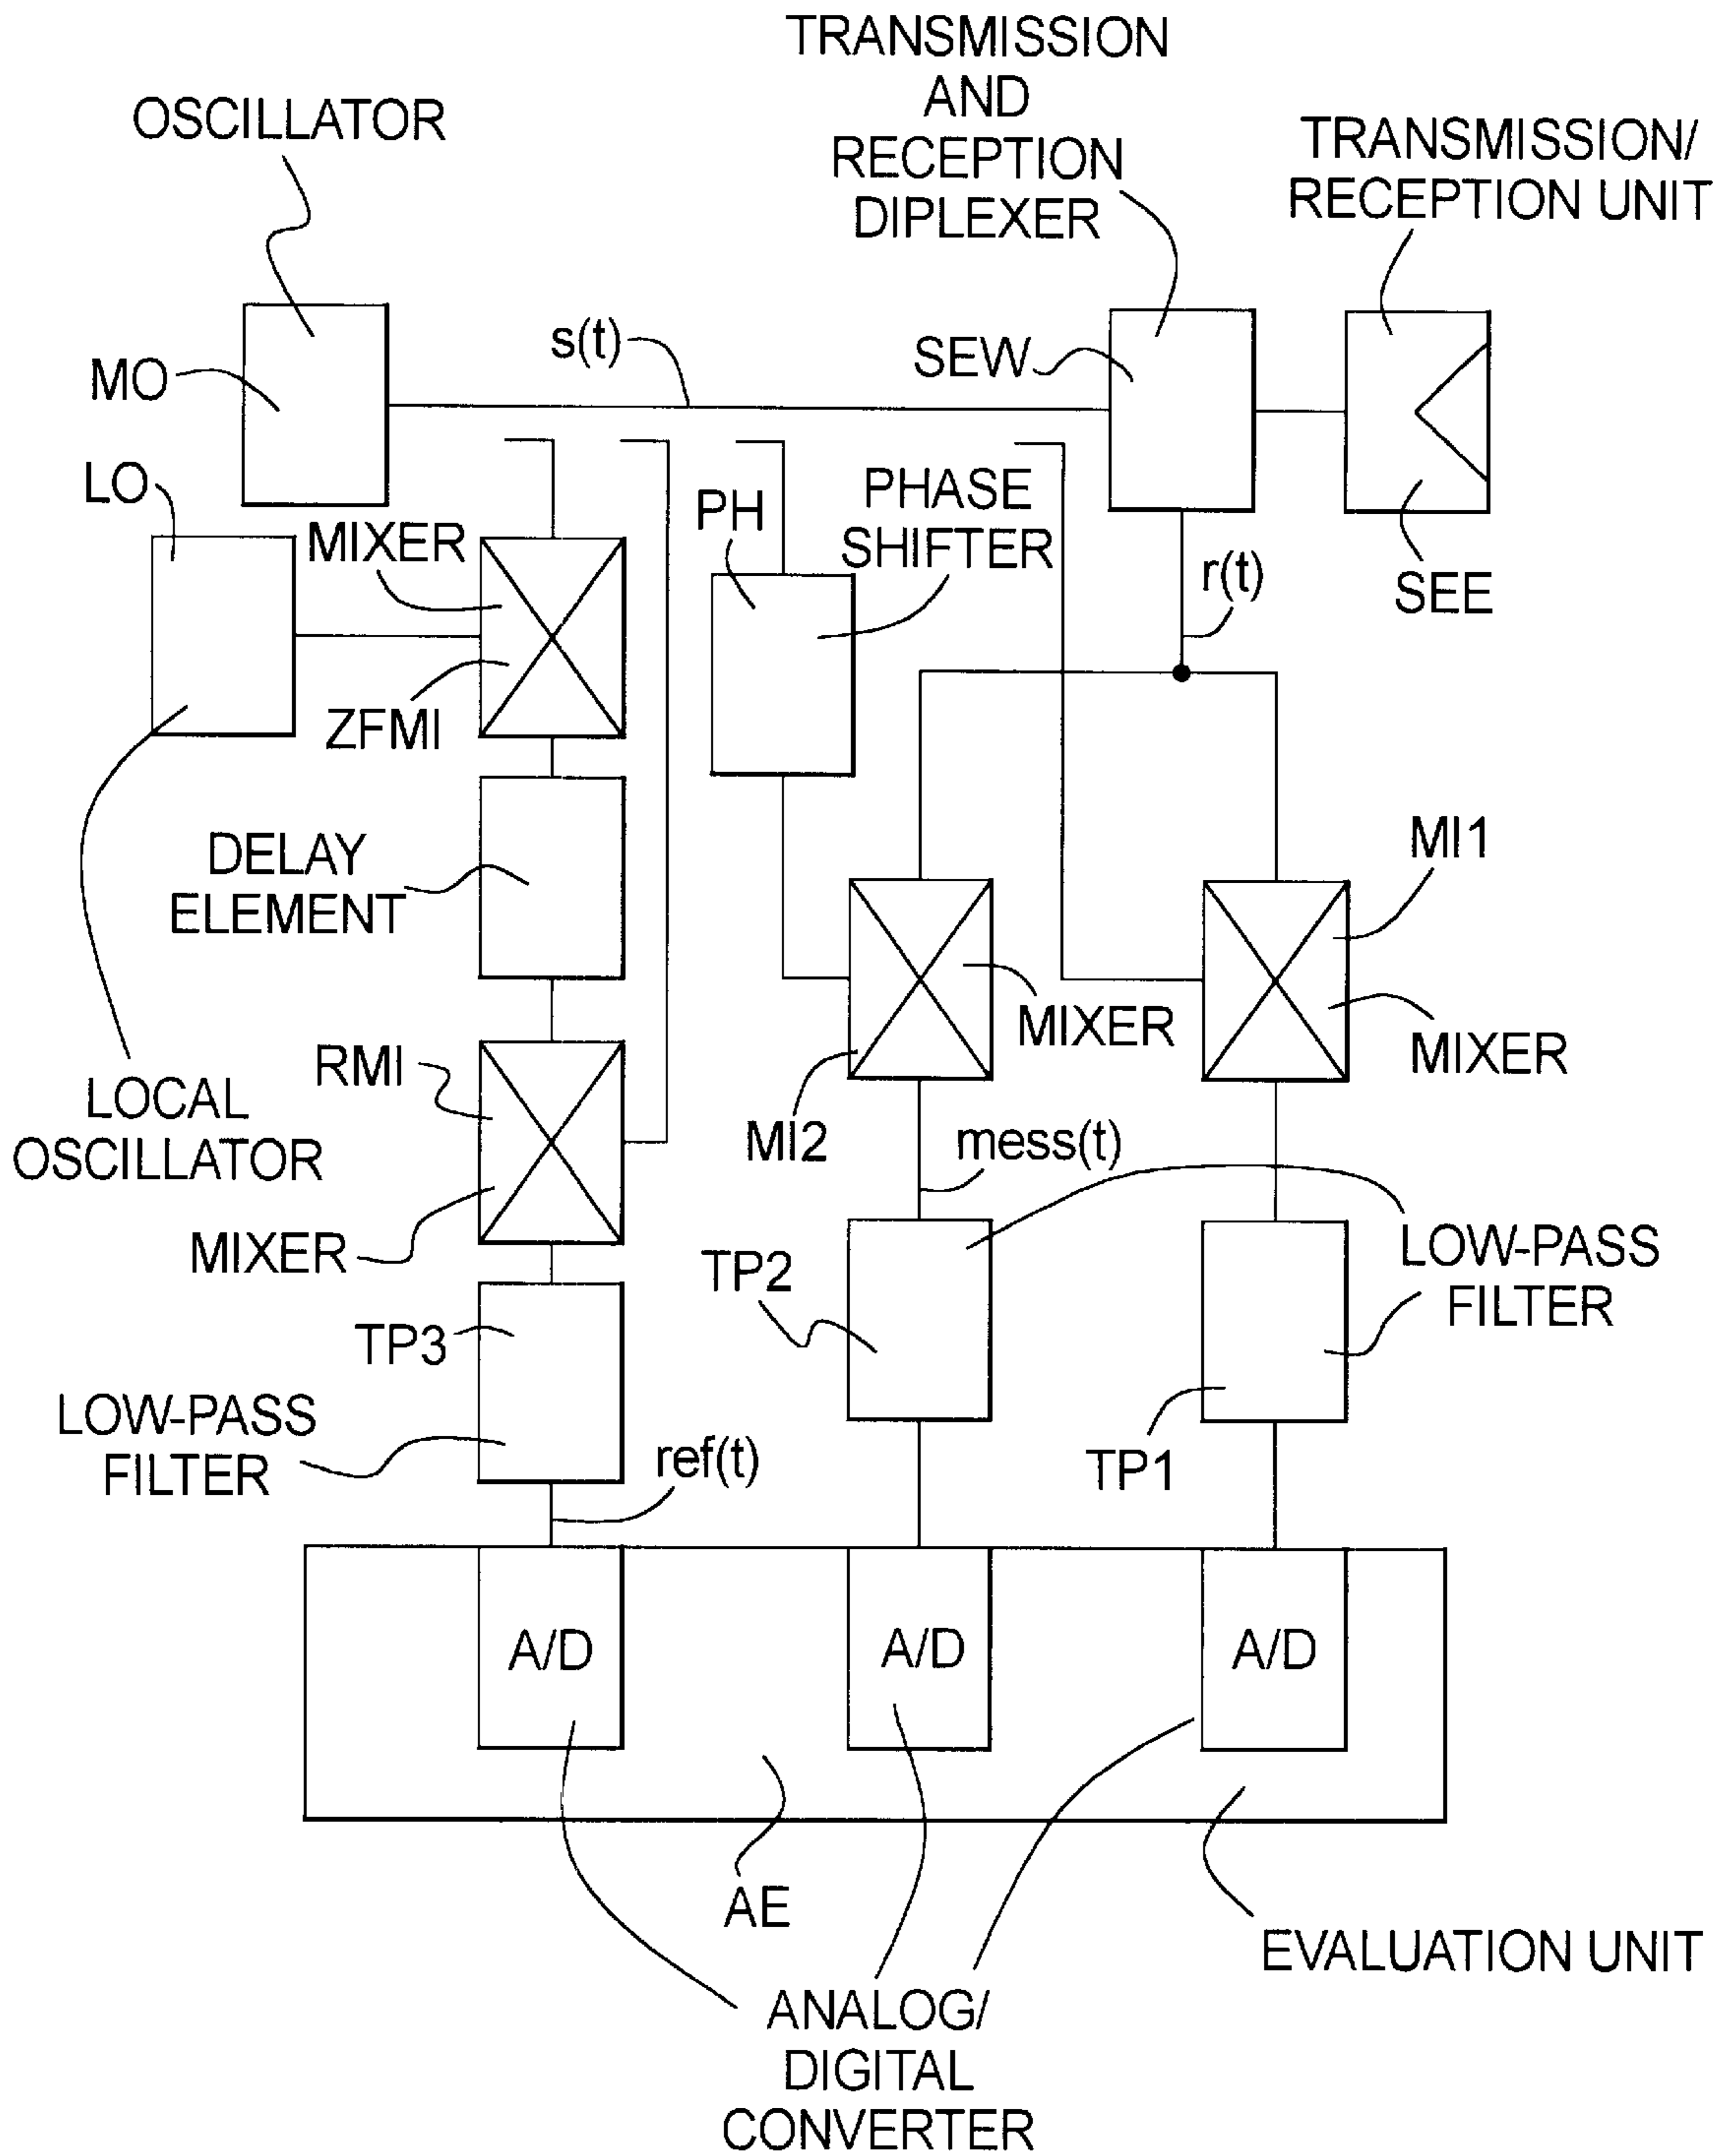 TRANSMISSION
AND
RECEPTION
DIPLEXER
OSCILLATOR
TRANSMISSION/
RECEPTION UNIT
s(t)
SEW
MO
LO
MIXER
PH
PHASE
SHIFTER
r(t)
SEE
ZFMI
DELAY
ELEMENT
MI1
RMI
MIXER
MIXER
LOCAL
OSCILLATOR
MI2
mess(t)
MIXER
TP2
LOW-PASS
FILTER
TP3
LOW-PASS
FILTER
ref(t)
TP1
A/D
A/D
A/D
AE
EVALUATION UNIT
ANALOG/
DIGITAL
CONVERTER